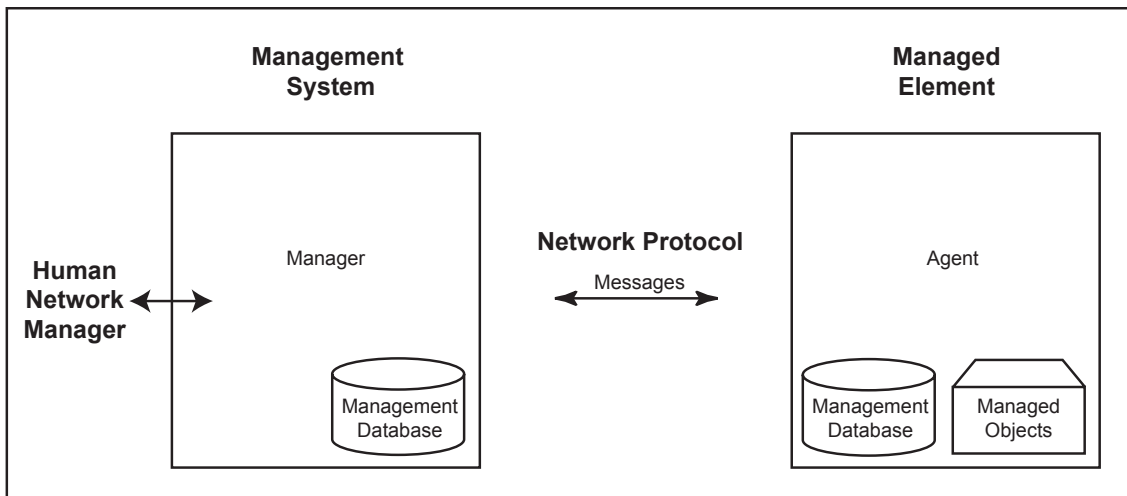 Management
System
Managed
Element
Human
Network
Manager
Manager
Network Protocol
Messages
Agent
Management
Database
Management
Database
Managed
Objects